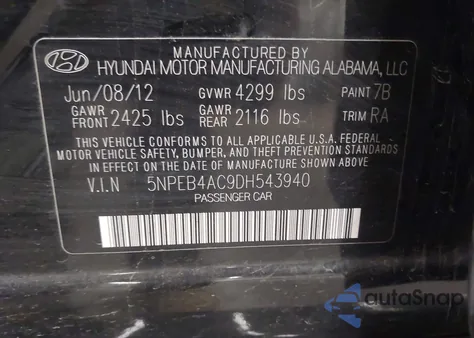 MANUFACTURED BY
HYUNDAI MOTOR MANUFACTURING ALABAMA, LLC
Jun/08/12 GVWR 4299 lbs PAINT 7B
GAWR FRONT 2425 lbs GAWR REAR 2116 lbs TRIM RA
THIS VEHICLE CONFORMS TO ALL APPLICABLE U.S.A. FEDERAL
MOTOR VEHICLE SAFETY, BUMPER, AND THEFT PREVENTION STANDARDS
IN EFFECT ON THE DATE OF MANUFACTURE SHOWN ABOVE
V.I.N 5NPEB4AC9DH543940
PASSENGER CAR
autoSnap